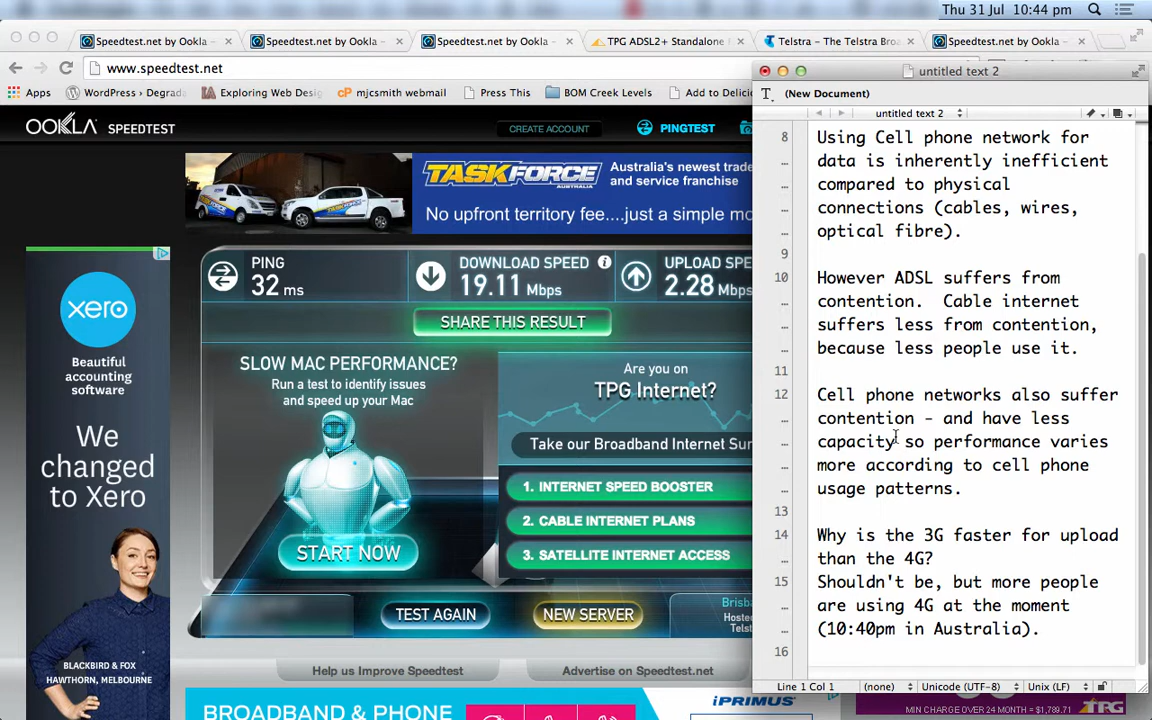 Thu 31 Jul 10:44 pm
Speedtest.net by Ookla
Speedtest.net by Ookla –
Speedtest.net by Ookla –
TPG ADSL2+ Standalone
Telstra – The Telstra Bro
Speedtest.net by Ookla –
www.speedtest.net
Apps
WordPress › Degrada
IA Exploring Web Desi
mjcsmith webmail
Press This
BOM Creek Levels
Add to Delicio
untitled text 2
(New Document)
untitled text 2
OOKLA SPEEDTEST
CREATE ACCOUNT
PINGTEST
TASKFORCE
AUSTRALIA
Australia's newest trade
and service franchise
No upfront territory fee....just a simple mo
PING
32 ms
DOWNLOAD SPEED
19.11 Mbps
UPLOAD SPE
2.28 Mbps
SHARE THIS RESULT
SLOW MAC PERFORMANCE?
Run a test to identify issues
and speed up your Mac
START NOW
Are you on
TPG Internet?
Take our Broadband Internet Sur
1. INTERNET SPEED BOOSTER
2. CABLE INTERNET PLANS
3. SATELLITE INTERNET ACCESS
TEST AGAIN
NEW SERVER
Brisba
Hoste
Telst
Help us Improve Speedtest
Advertise on Speedtest.net
BROADBAND & PHONE
iPRIMUS
MIN CHARGE OVER 24 MONTH = $1,789.71
TPG
xero
Beautiful
accounting
software
We
changed
to Xero
BLACKBIRD & FOX
HAWTHORN, MELBOURNE
8 Using Cell phone network for
data is inherently inefficient
compared to physical
connections (cables, wires,
optical fibre).
9
10 However ADSL suffers from
contention. Cable internet
suffers less from contention,
because less people use it.
11
12 Cell phone networks also suffer
contention - and have less
capacity so performance varies
more according to cell phone
usage patterns.
13
14 Why is the 3G faster for upload
than the 4G?
15 Shouldn't be, but more people
are using 4G at the moment
(10:40pm in Australia).
16
Line 1 Col 1 (none) Unicode (UTF-8) Unix (LF)